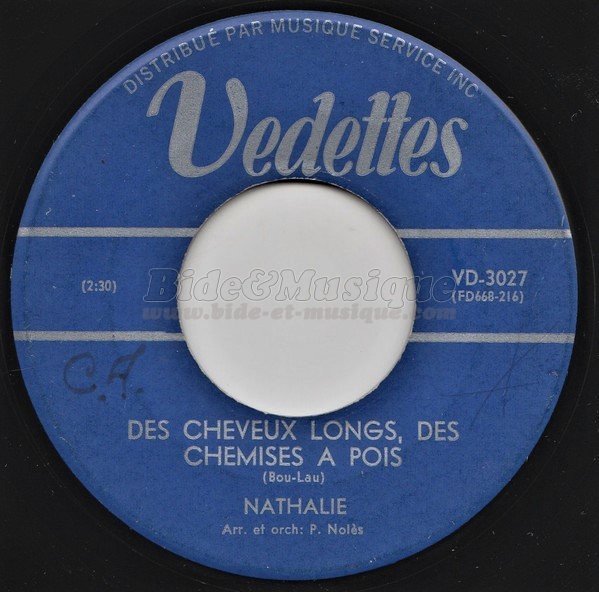 DISTRIBUÉ PAR MUSIQUE SERVICE INC
Vedettes
(2:30)
VD-3027
(FD668-216)
Bide&Musique
www.bide-et-musique.com
C.A.
DES CHEVEUX LONGS, DES
CHEMISES A POIS
(Bou-Lau)
NATHALIE
Arr. et orch: P. Nolès